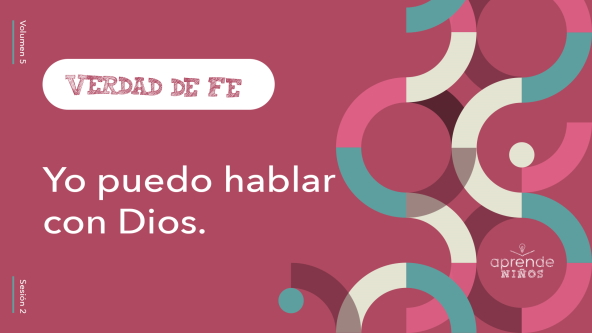 Volumen 5
VERDAD DE FE
Yo puedo hablar
con Dios.
Sesión 2
aprende
NIÑOS